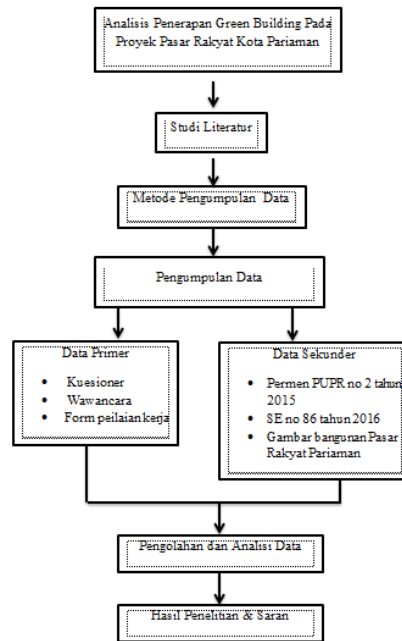 Analisis Penerapan Green Building Pada
Proyek Pasar Rakyat Kota Pariaman
Studi Literatur
Metode Pengumpulan Data
Pengumpulan Data
Data Primer
• Kuesioner
• Wawancara
• Form peilaian kerja
Data Sekunder
• Permen PUPR no 2 tahun
2015
• SE no 86 tahun 2016
• Gambar bangunan Pasar
Rakyat Pariaman
Pengolahan dan Analisi Data
Hasil Penelitian & Saran